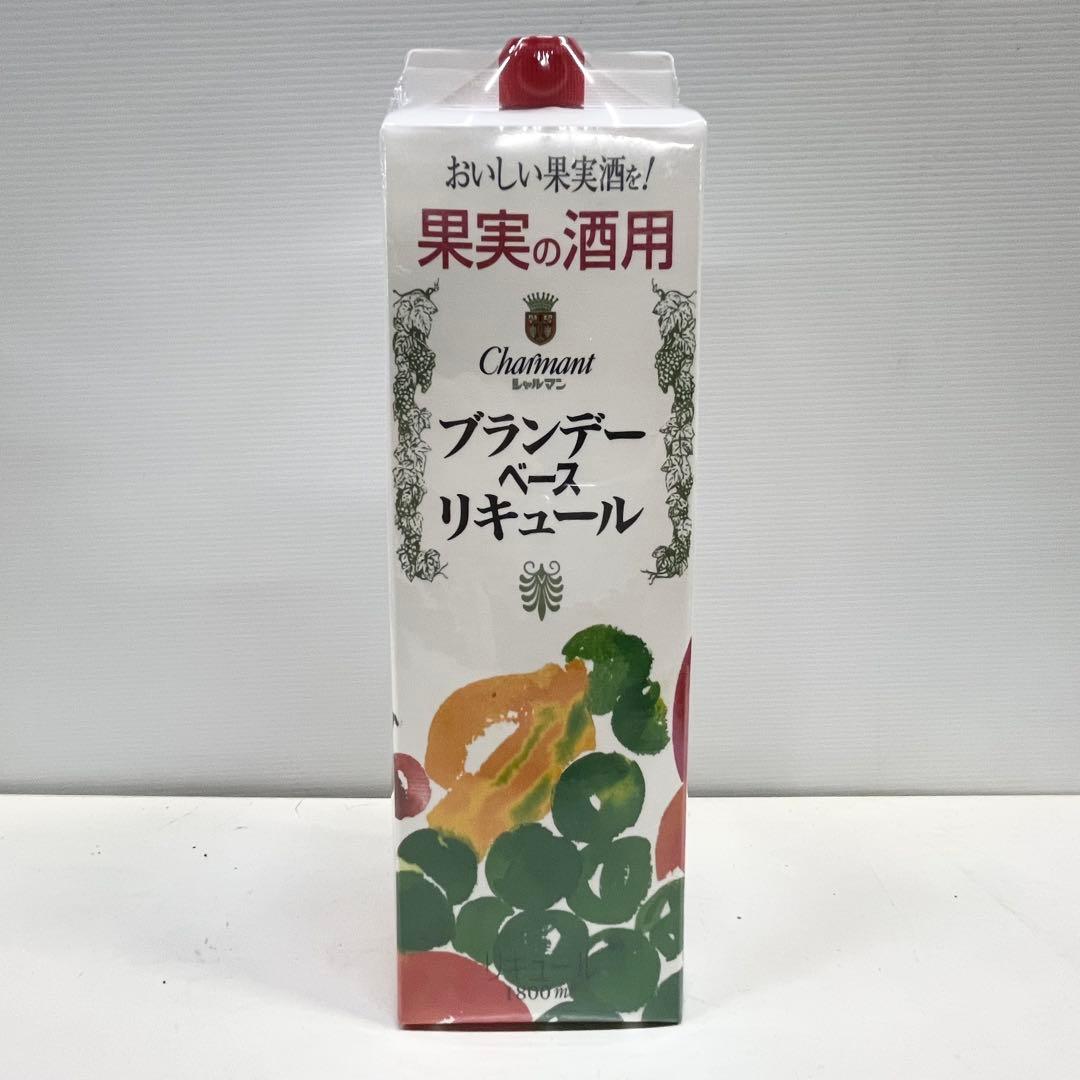 おいしい果実酒を!
果実の酒用
Charmant
シャルマン
ブランデー
ベース
リキュール
リキュール
1800ml